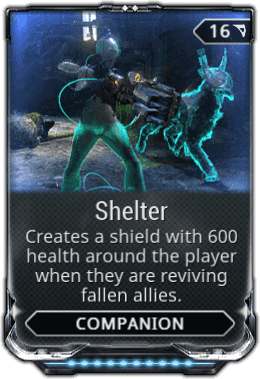 16
Shelter
Creates a shield with 600
health around the player
when they are reviving
fallen allies.
COMPANION